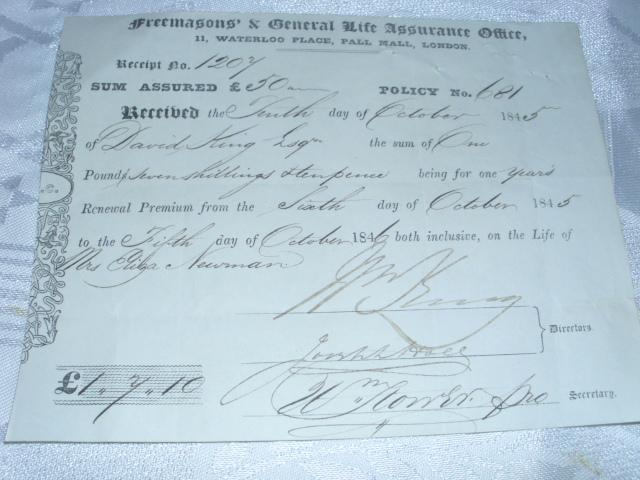 Freemasons' & General Life Assurance Office,
11, WATERLOO PLACE, PALL MALL, LONDON.
Receipt No. 1207
SUM ASSURED £ 50 POLICY No. 681
Received the Tenth day of October 1845
of David King Esqr the sum of One
Pound seven shillings & ten pence being for one year's
Renewal Premium from the Sixth day of October 1845
to the Fifth day of October 1846 both inclusive, on the Life of
Mrs Eliza Newman
Directors.
£1,,7,,10 Secretary.